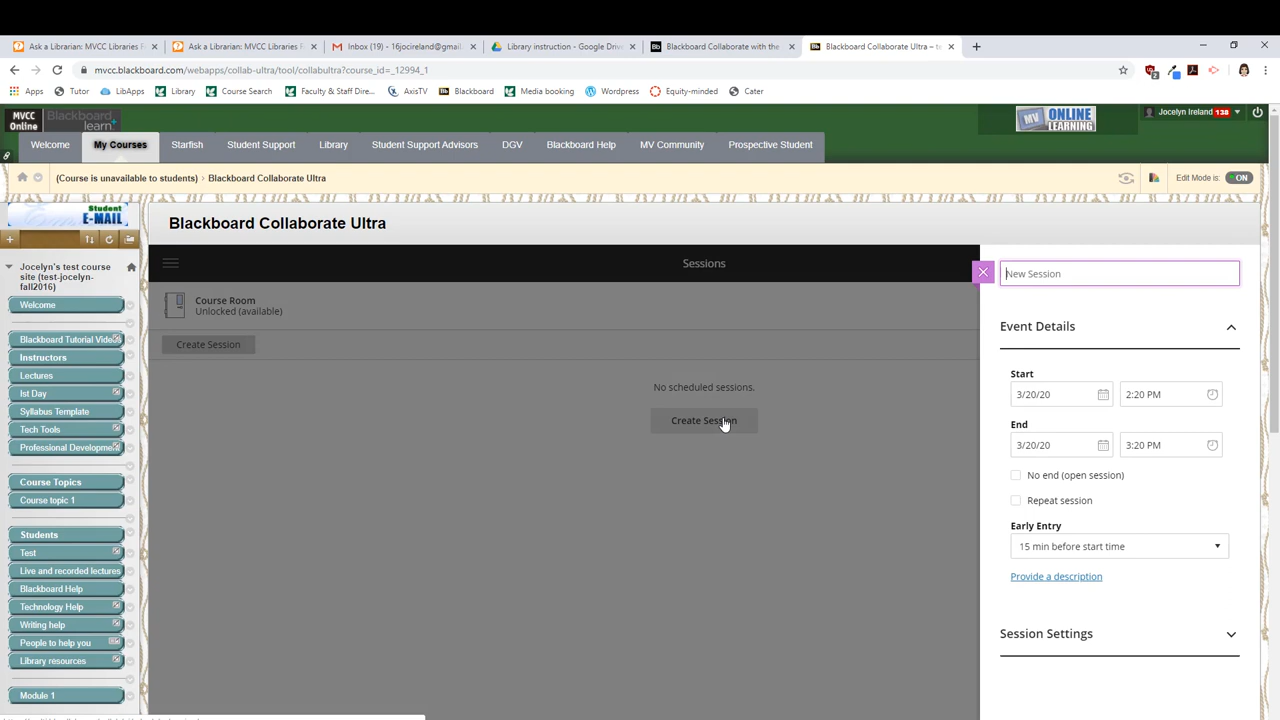 Ask a Librarian: MVCC Libraries F
Ask a Librarian: MVCC Libraries F
Inbox (19) - 16jocireland@gmail
Library instruction - Google Driv
Blackboard Collaborate with the
Blackboard Collaborate Ultra – te
mvcc.blackboard.com/webapps/collab-ultra/tool/collabultra?course_id=_12994_1
Apps
Tutor
LibApps
Library
Course Search
Faculty & Staff Dire...
AxisTV
Blackboard
Media booking
Wordpress
Equity-minded
Cater
MVCC Online
Blackboard learn+
MV ONLINE LEARNING
Jocelyn Ireland 138
Welcome
My Courses
Starfish
Student Support
Library
Student Support Advisors
DGV
Blackboard Help
MV Community
Prospective Student
(Course is unavailable to students) > Blackboard Collaborate Ultra
Edit Mode is: ON
Student E-MAIL
Jocelyn's test course
site (test-jocelyn-
fall2016)
Welcome
Blackboard Tutorial Vide
Instructors
Lectures
Ist Day
Syllabus Template
Tech Tools
Professional Developme
Course Topics
Course topic 1
Students
Test
Live and recorded lectures
Blackboard Help
Technology Help
Writing help
People to help you
Library resources
Module 1
Blackboard Collaborate Ultra
Sessions
Course Room
Unlocked (available)
Create Session
No scheduled sessions.
Create Session
New Session
Event Details
Start
3/20/20
2:20 PM
End
3/20/20
3:20 PM
No end (open session)
Repeat session
Early Entry
15 min before start time
Provide a description
Session Settings